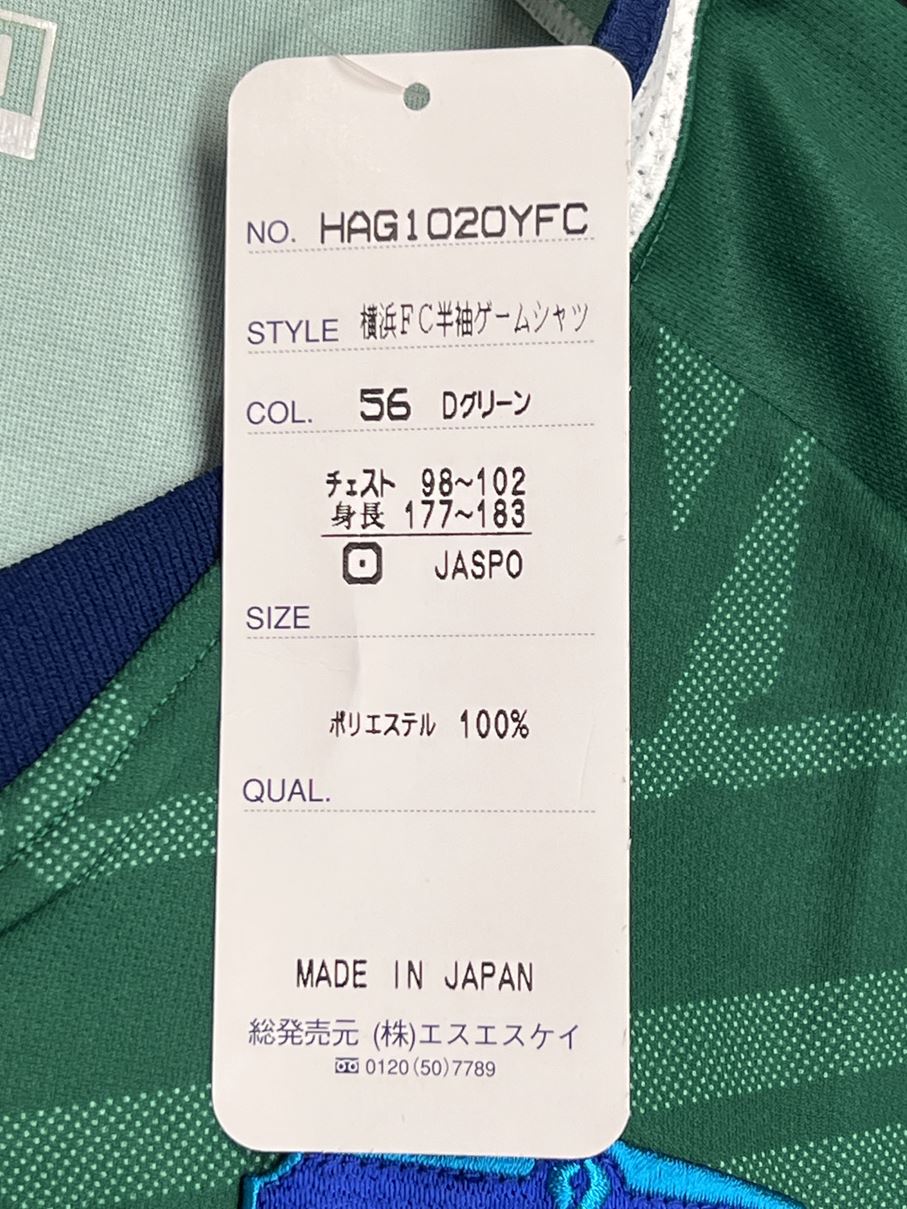 NO. HAG1020YFC
STYLE 横浜FC半袖ゲームシャツ
COL. 56 Dグリーン
チェスト 98~102
身長 177~183
O JASPO
SIZE
ポリエステル 100%
QUAL.
MADE IN JAPAN
総発売元 (株)エスエスケイ
0120(50)7789